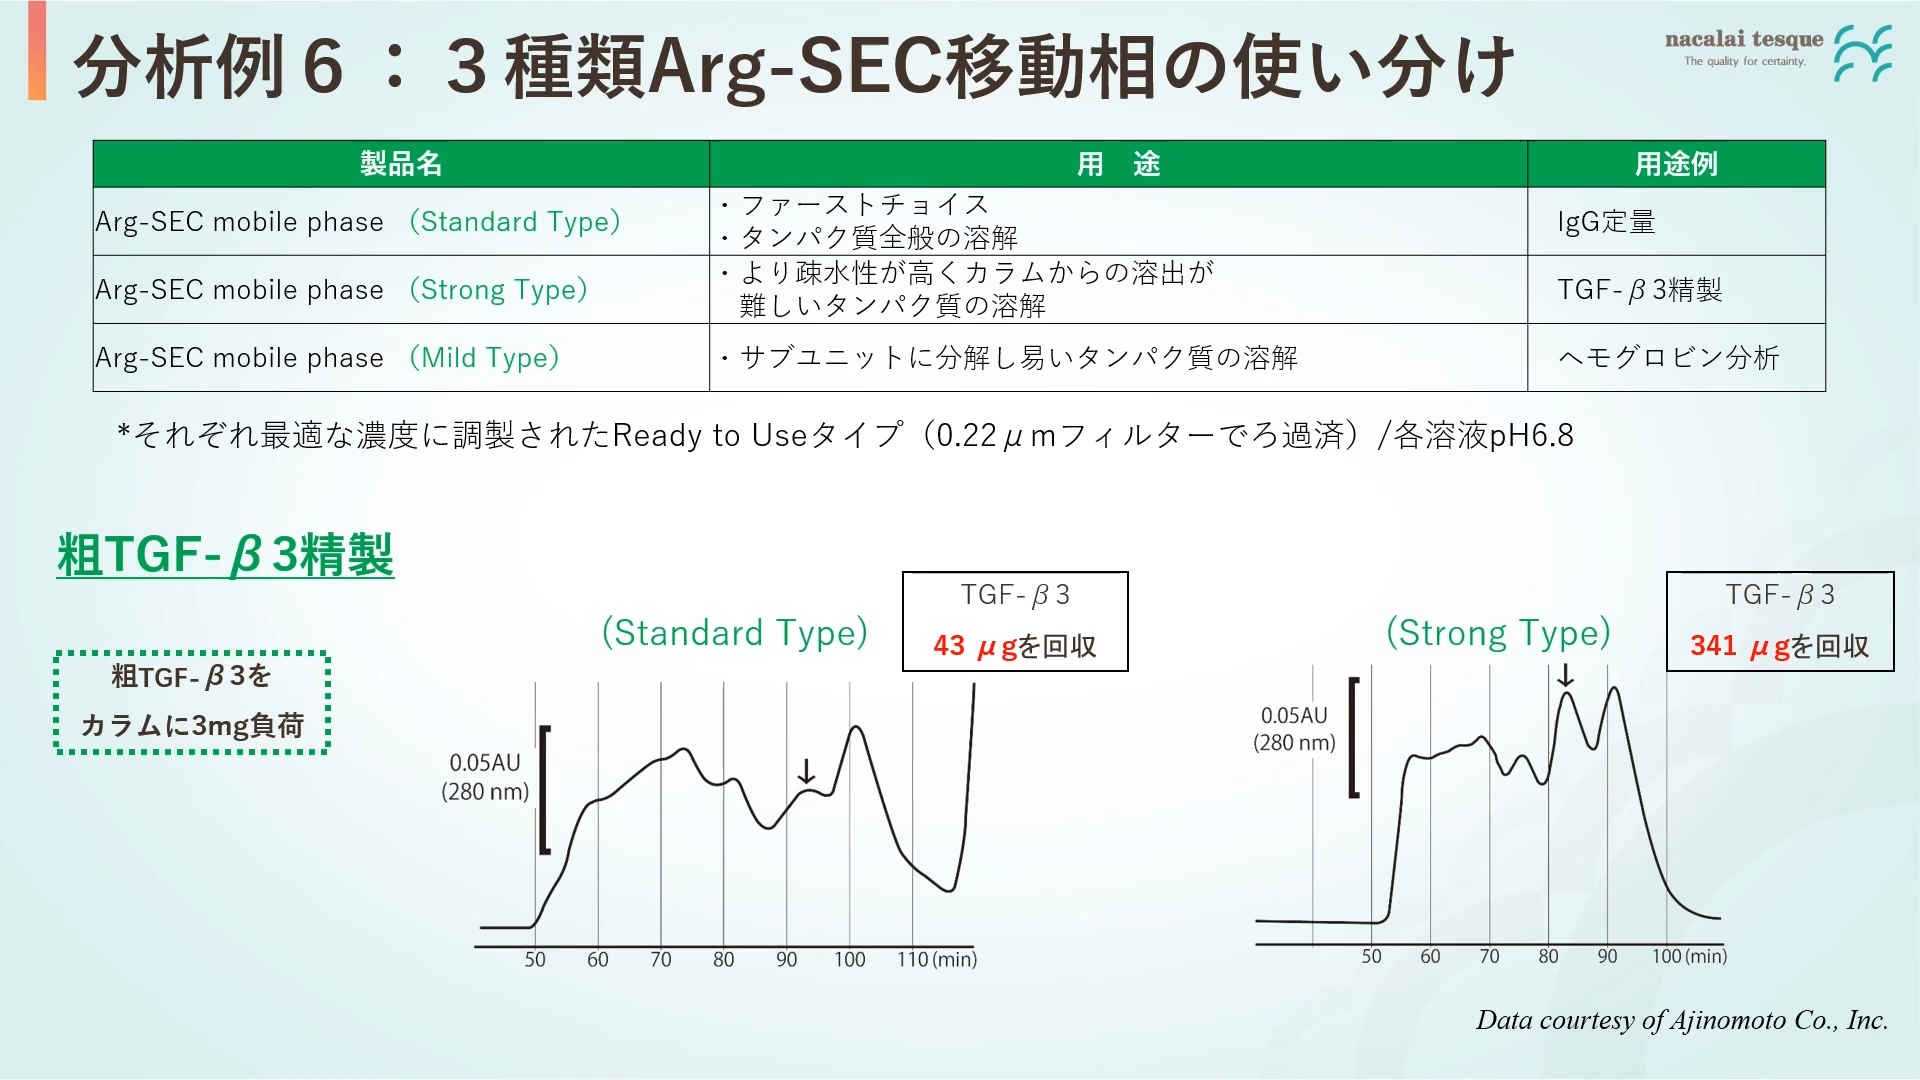 分析例６：３種類Arg-SEC移動相の使い分け
nacalai tesque
The quality for certainty.
製品名 用　途 用途例
Arg-SEC mobile phase （Standard Type）
・ファーストチョイス
・タンパク質全般の溶解
IgG定量
Arg-SEC mobile phase （Strong Type）
・より疎水性が高くカラムからの溶出が
難しいタンパク質の溶解
TGF-β3精製
Arg-SEC mobile phase （Mild Type）
・サブユニットに分解し易いタンパク質の溶解
ヘモグロビン分析
*それぞれ最適な濃度に調製されたReady to Useタイプ（0.22μmフィルターでろ過済）/各溶液pH6.8
粗TGF-β3精製
粗TGF-β3を
カラムに3mg負荷
(Standard Type)
TGF-β3
43 μgを回収
0.05AU
(280 nm)
↓
50 60 70 80 90 100 110 (min)
(Strong Type)
TGF-β3
341 μgを回収
↓
0.05AU
(280 nm)
50 60 70 80 90 100 (min)
Data courtesy of Ajinomoto Co., Inc.